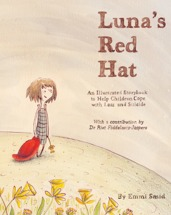 Luna's
Red
Hat
An Illustrated Storybook
to Help Children Cope
with Loss and Suicide
With a contribution by
Dr Riet Fiddelaers-Jaspers
By Emmi Smid